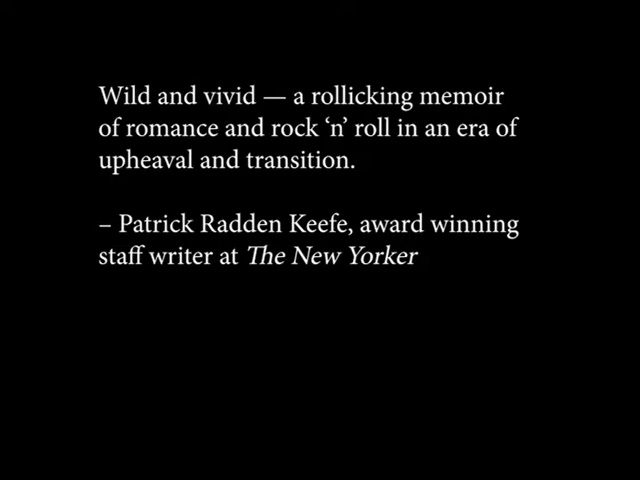 Wild and vivid — a rollicking memoir
of romance and rock ‘n’ roll in an era of
upheaval and transition.
– Patrick Radden Keefe, award winning
staff writer at The New Yorker